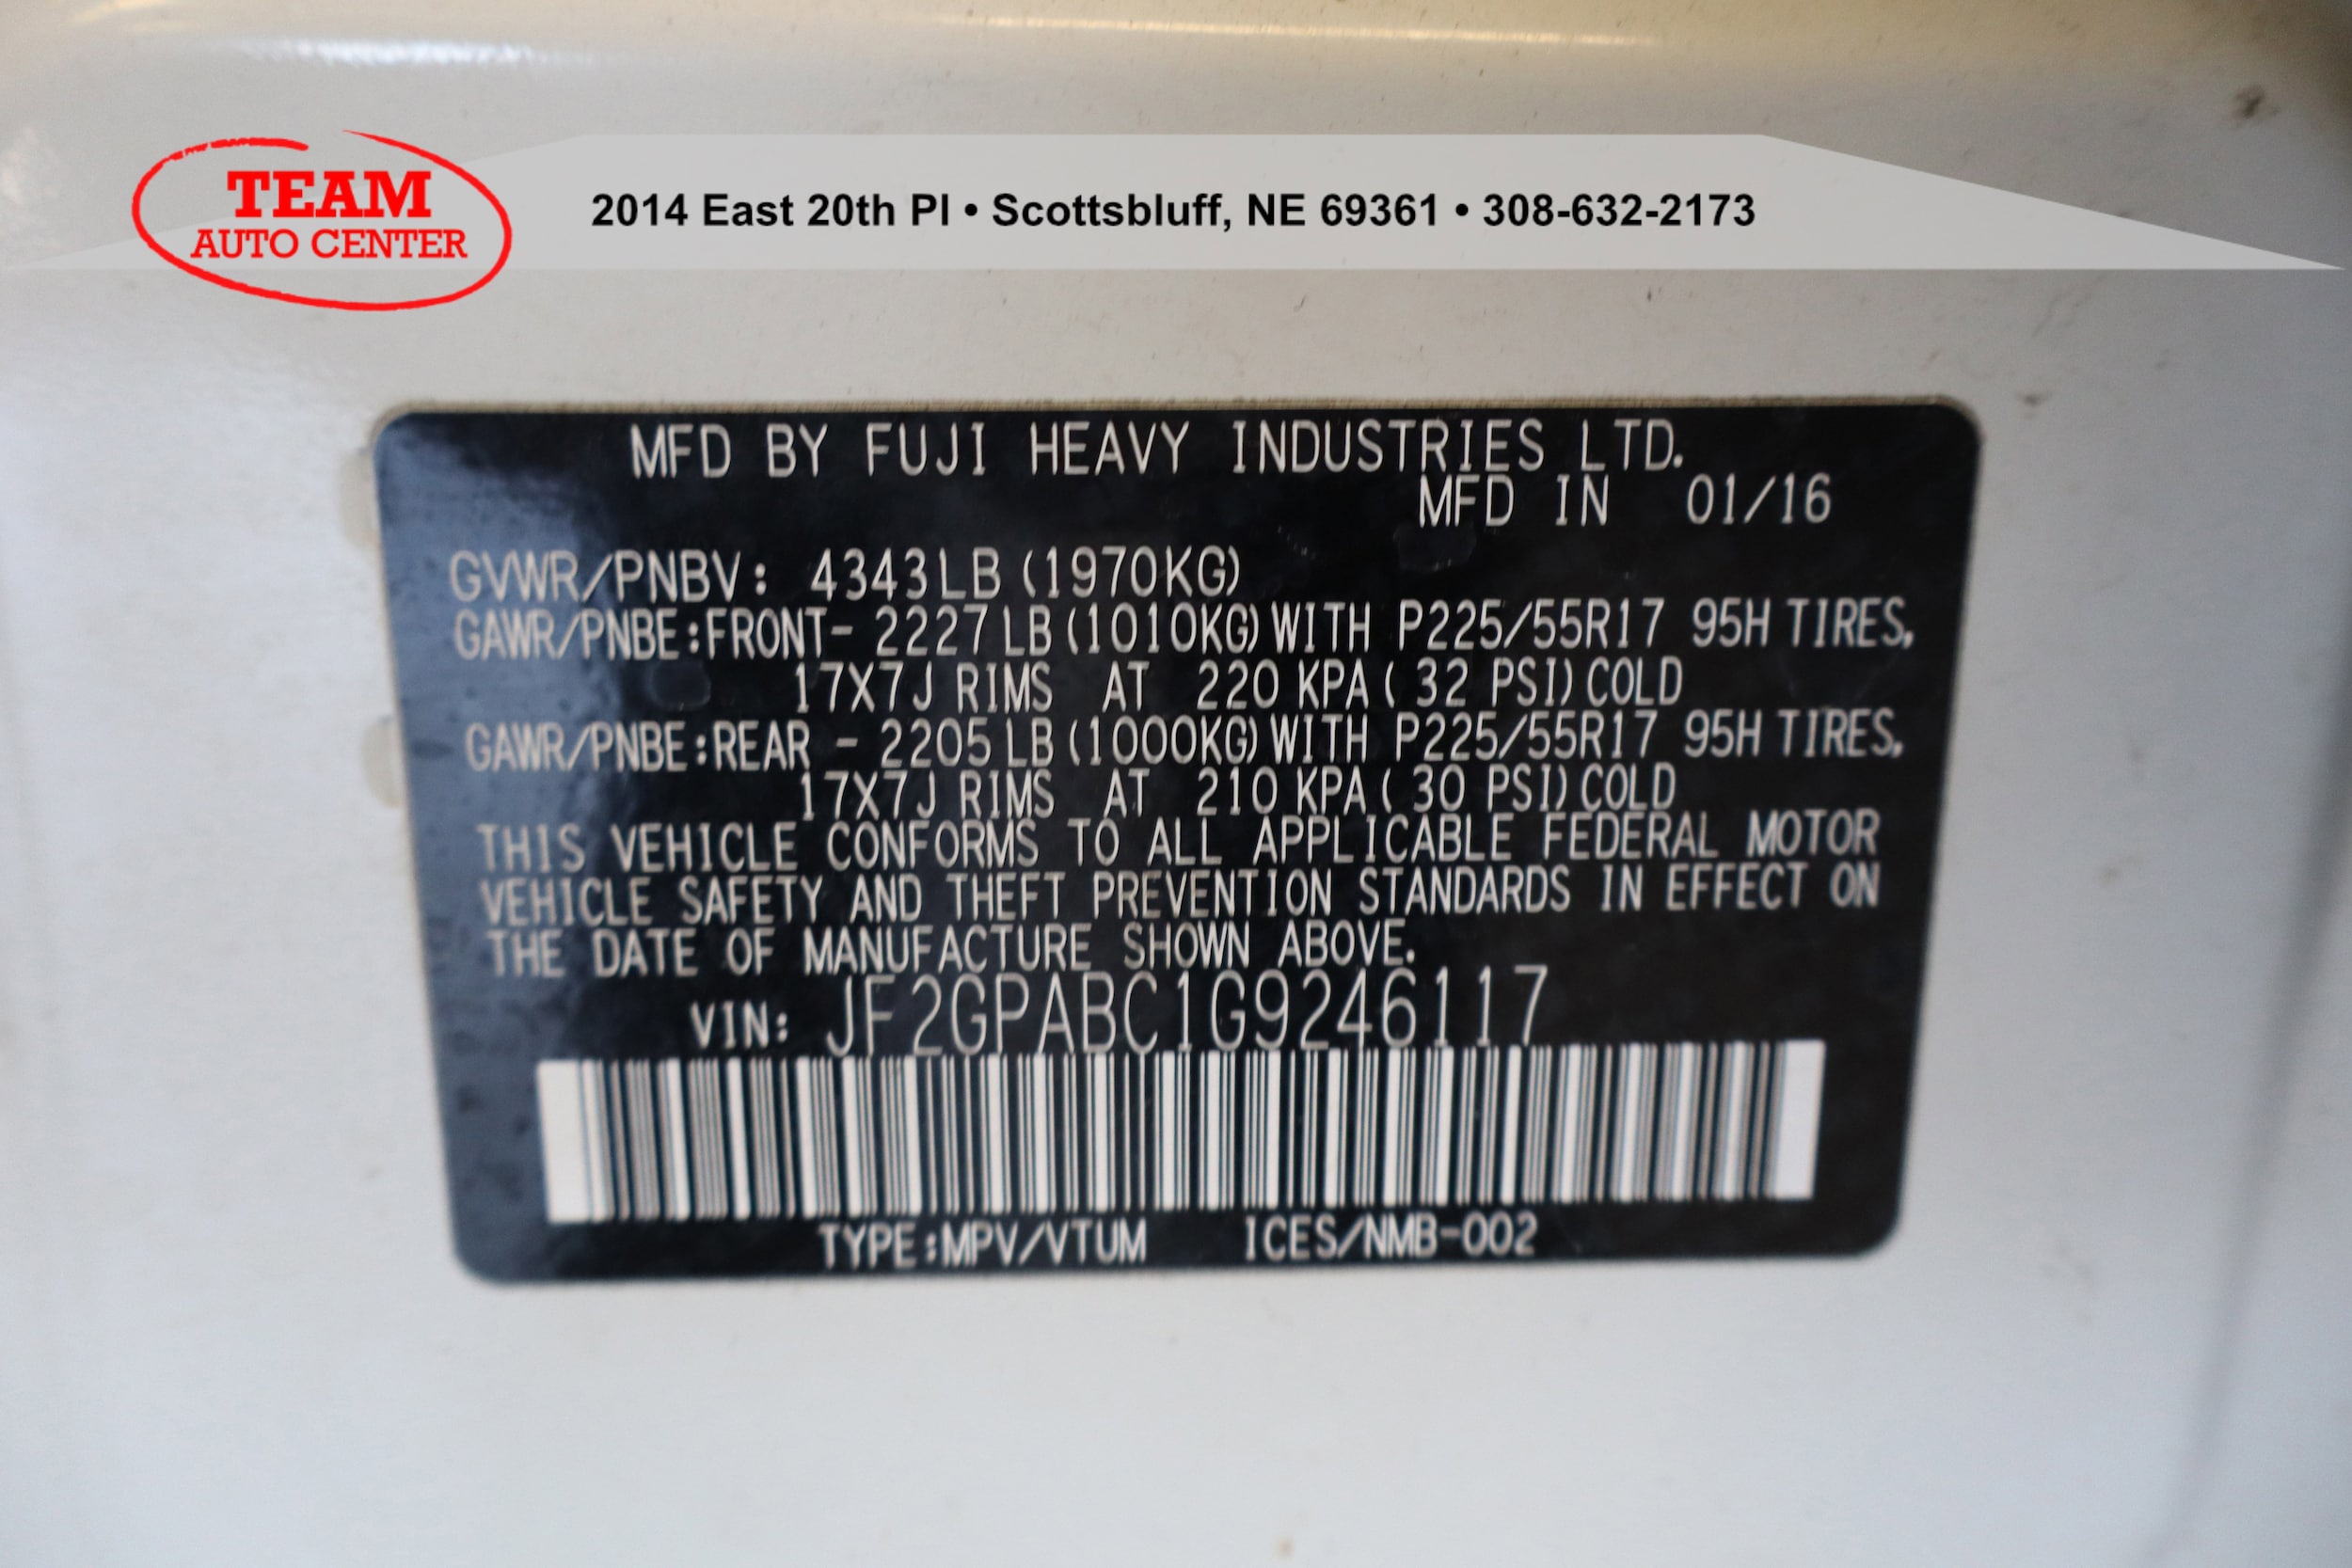 TEAM
AUTO CENTER
2014 East 20th Pl • Scottsbluff, NE 69361 • 308-632-2173
MFD BY FUJI HEAVY INDUSTRIES LTD.
MFD IN 01/16
GVWR/PNBV: 4343LB (1970KG)
GAWR/PNBE:FRONT- 2227 LB (1010KG) WITH P225/55R17 95H TIRES,
17X7J RIMS AT 220 KPA ( 32 PSI) COLD
GAWR/PNBE:REAR - 2205 LB (1000KG) WITH P225/55R17 95H TIRES,
17X7J RIMS AT 210 KPA ( 30 PSI) COLD
THIS VEHICLE CONFORMS TO ALL APPLICABLE FEDERAL MOTOR
VEHICLE SAFETY AND THEFT PREVENTION STANDARDS IN EFFECT ON
THE DATE OF MANUFACTURE SHOWN ABOVE.
VIN: JF2GPABC1G9246117
TYPE:MPV/VTUM ICES/NMB-002